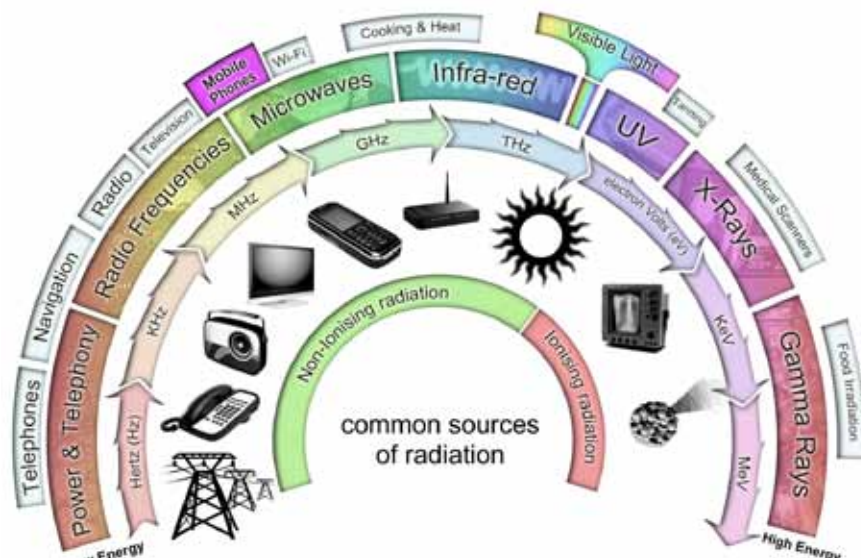 Telephones
Navigation
Radio
Television
Mobile
Phones
Wi-Fi
Cooking & Heat
Visible Light
Tanning
Medical Scanners
Food Irradiation
Power & Telephony
Radio Frequencies
Microwaves
Infra-red
UV
X-Rays
Gamma Rays
Hertz (Hz)
KHz
MHz
GHz
THz
electron Volts (eV)
KeV
MeV
Non-Ionising radiation
Ionising radiation
common sources
of radiation
Energy
High Energy